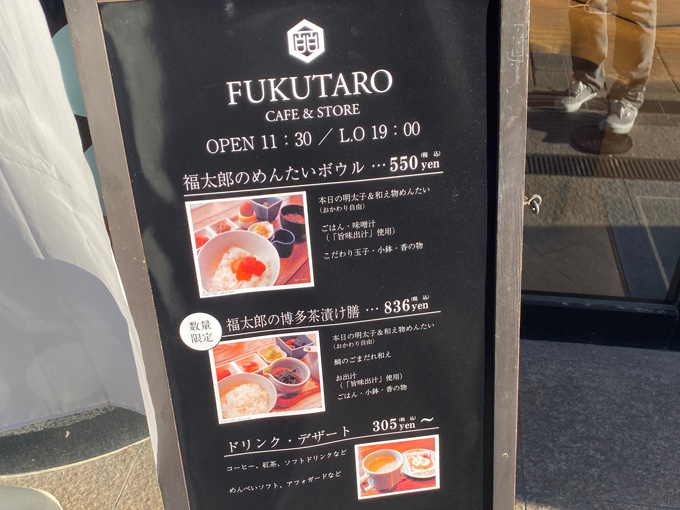 FUKUTARO
CAFE & STORE
OPEN 11:30 / L.O 19:00
福太郎のめんたいボウル … 550yen(税込)
本日の明太子&和え物めんたい
(おかわり自由)
ごはん・味噌汁
(「旨味出汁」使用)
こだわり玉子・小鉢・香の物
数量
限定
福太郎の博多茶漬け膳 … 836yen(税込)
本日の明太子&和え物めんたい
(おかわり自由)
鯛のごまだれ和え
お出汁
(「旨味出汁」使用)
ごはん・小鉢・香の物
ドリンク・デザート 305yen(税込)〜
コーヒー、紅茶、ソフトドリンクなど
めんべいソフト、アフォガードなど